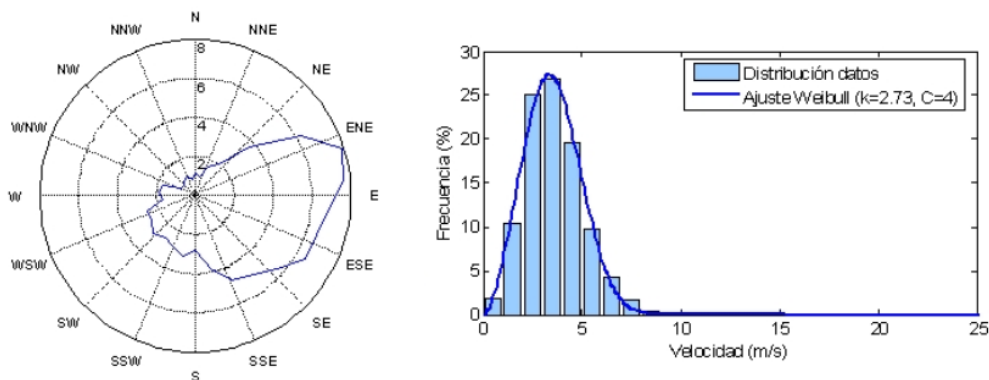 N
NNW
NNE
NW
NE
WNW
ENE
W
E
WSW
ESE
SW
SE
SSW
SSE
S
8
6
4
2
Distribución datos
Ajuste Weibull (k=2.73, C=4)
Frecuencia (%)
30
25
20
15
10
5
0
0 5 10 15 20 25
Velocidad (m/s)